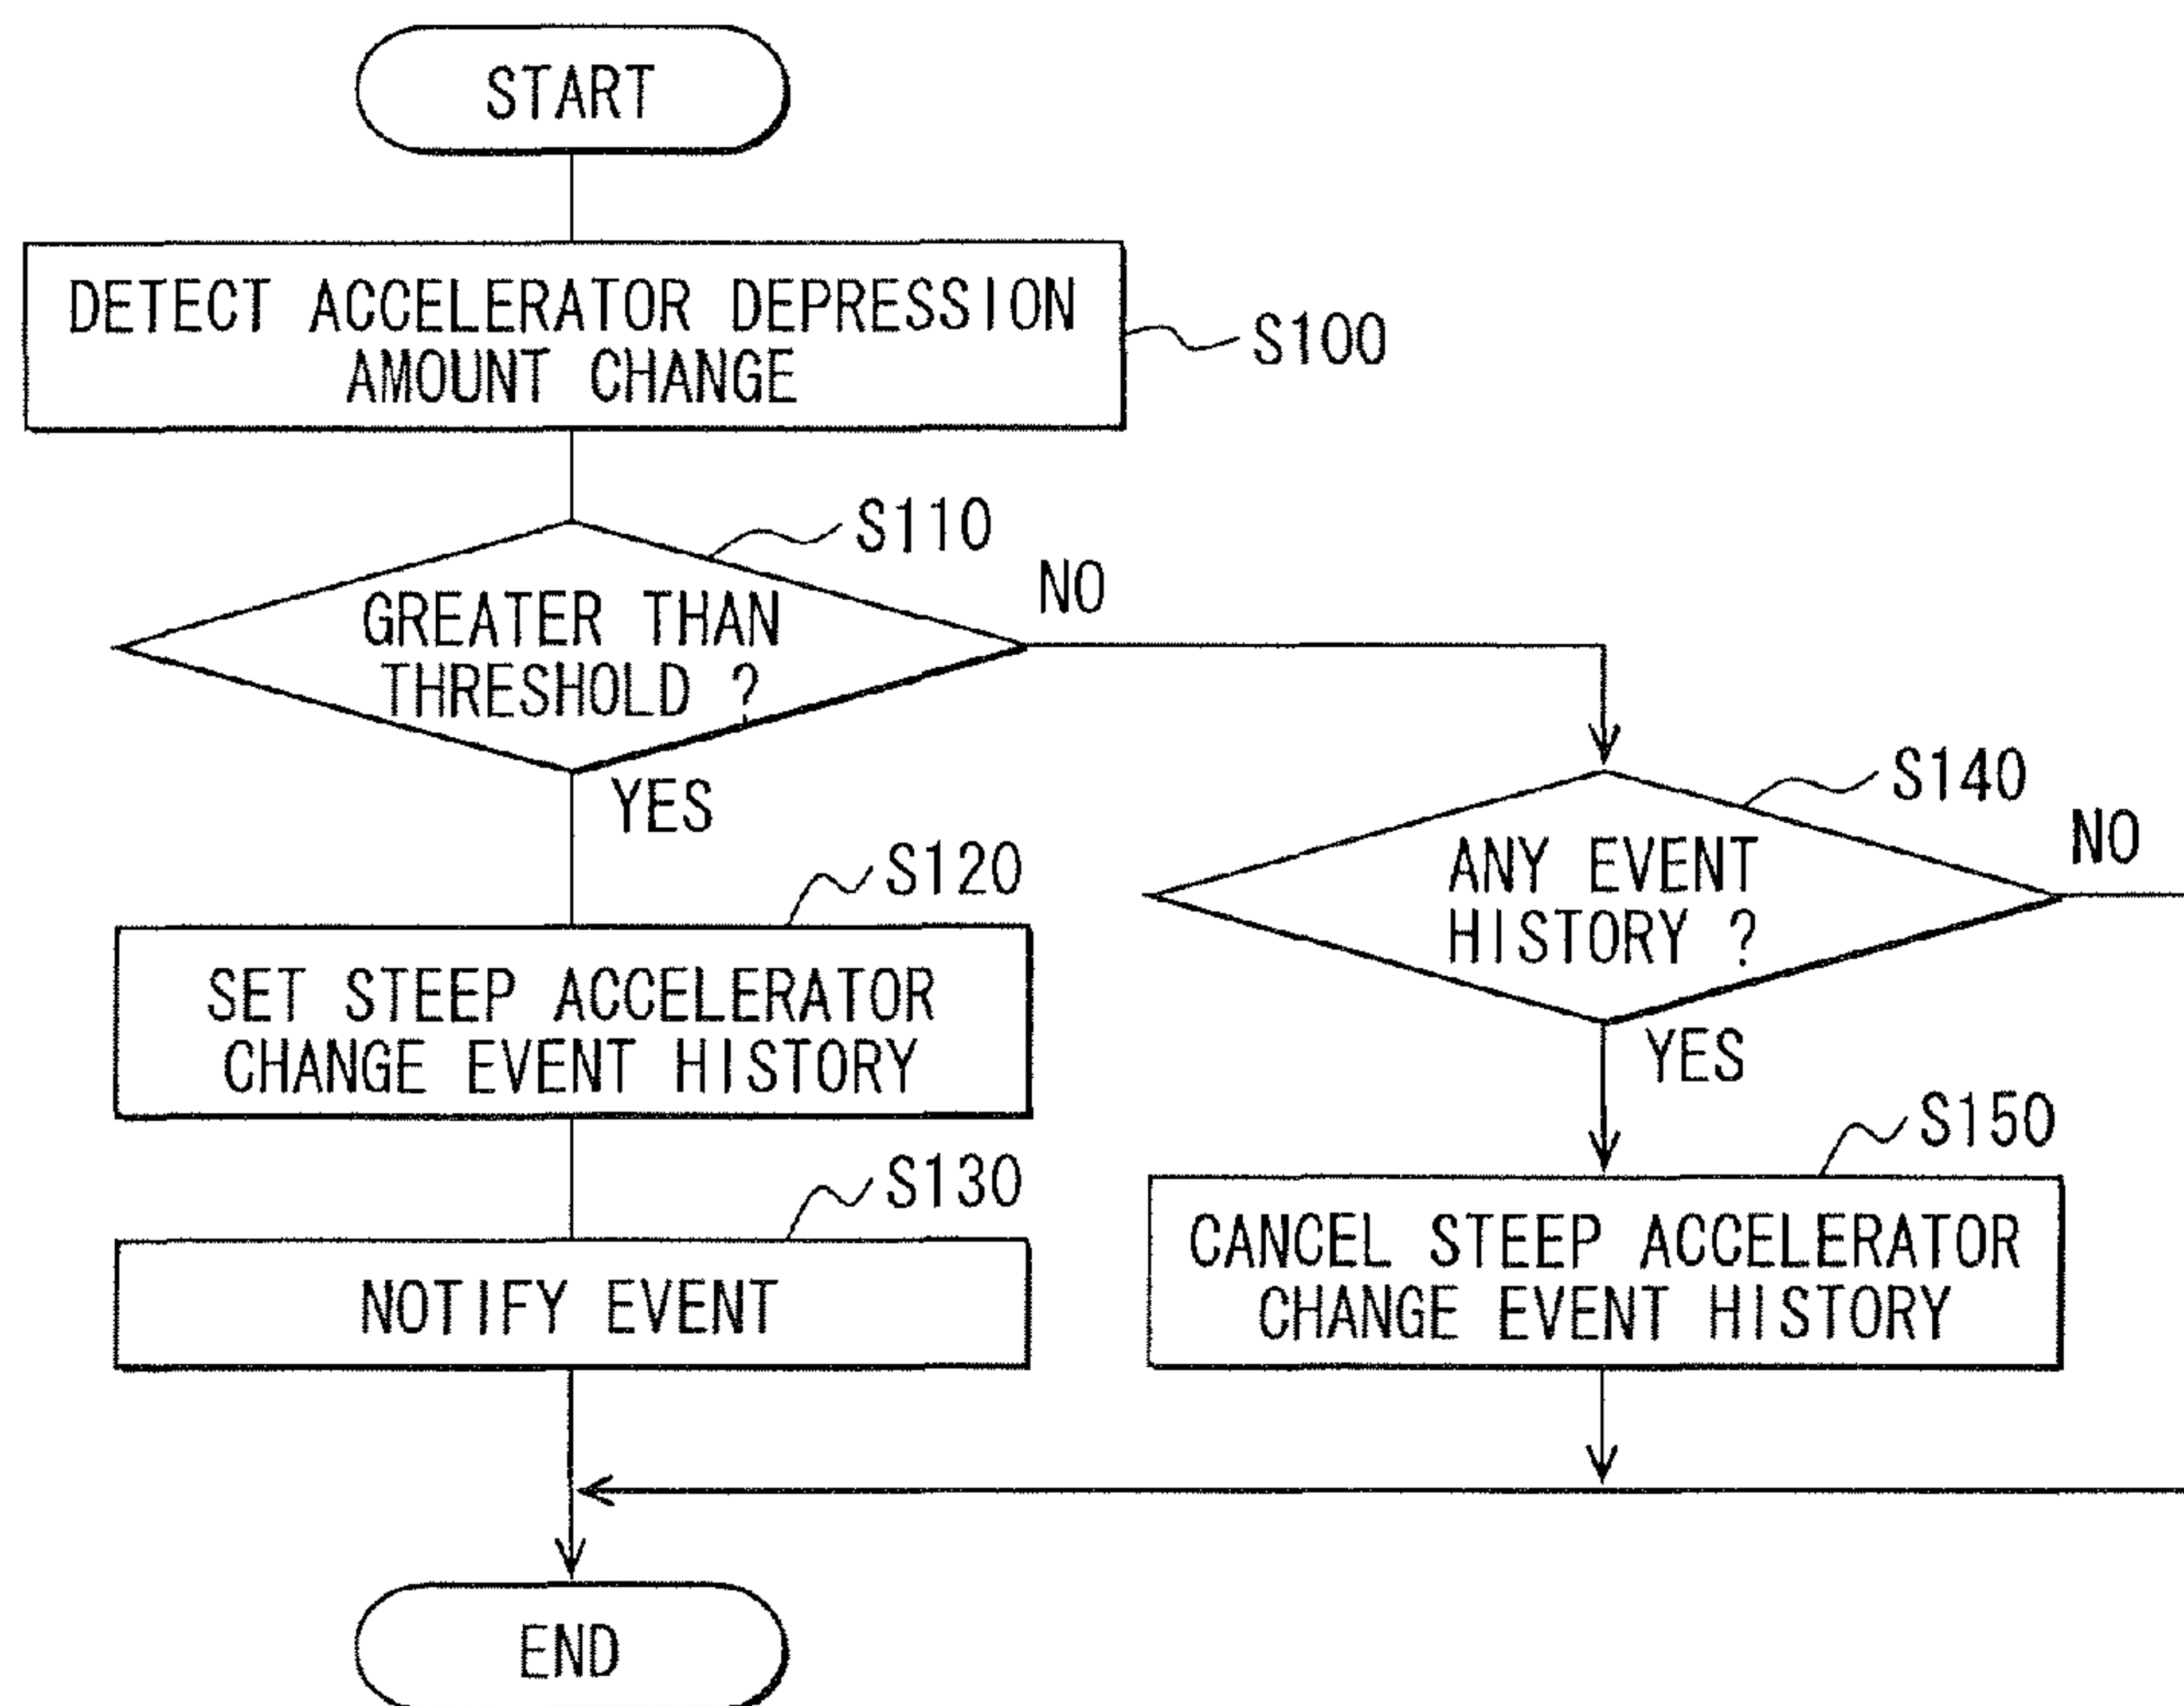 START
DETECT ACCELERATOR DEPRESSION
AMOUNT CHANGE
S100
S110
GREATER THAN
THRESHOLD ?
NO
YES
S120
SET STEEP ACCELERATOR
CHANGE EVENT HISTORY
S130
NOTIFY EVENT
S140
ANY EVENT
HISTORY ?
NO
YES
S150
CANCEL STEEP ACCELERATOR
CHANGE EVENT HISTORY
END